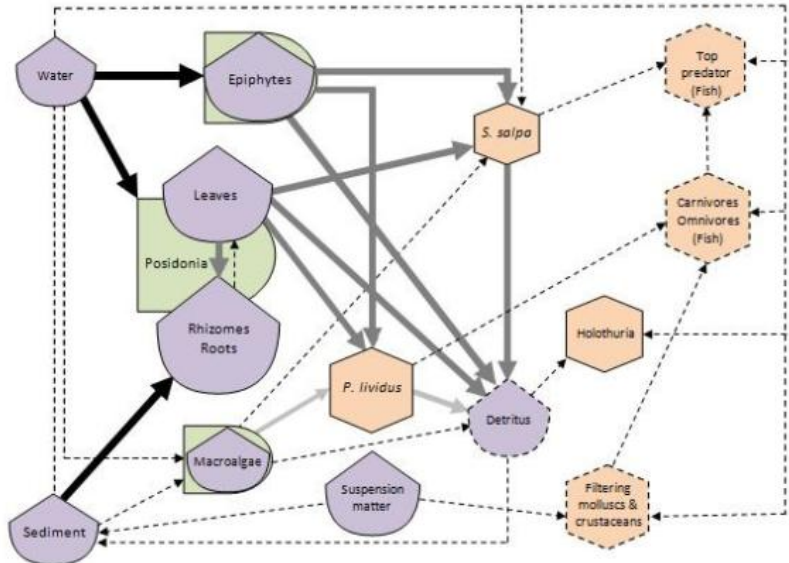 Water
Epiphytes
Top
predator
(Fish)
S. salpa
Leaves
Carnivores
Omnivores
(Fish)
Posidonia
Rhizomes
Roots
Holothuria
P. lividus
Detritus
Macroalgae
Suspension
matter
Filtering
molluscs &
crustaceans
Sediment